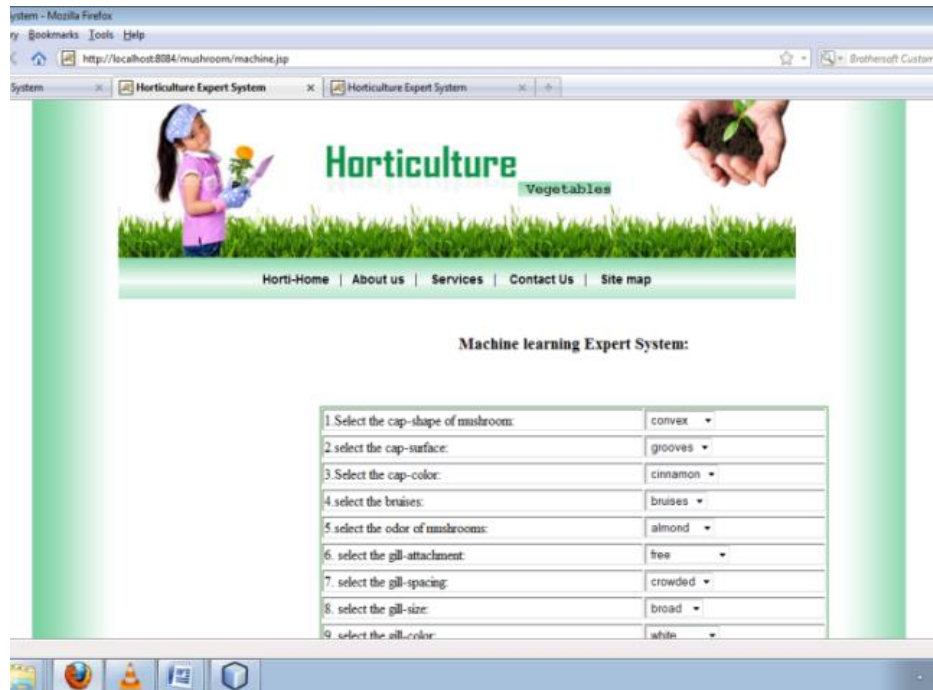 ystem - Mozilla Firefox
ry Bookmarks Tools Help
http://localhost:8084/mushroom/machine.jsp
Brothersoft Custom
System
Horticulture Expert System
Horticulture Expert System
Horticulture
Vegetables
Horti-Home | About us | Services | Contact Us | Site map
Machine learning Expert System:
1.Select the cap-shape of mushroom: convex
2.select the cap-surface: grooves
3.Select the cap-color: cinnamon
4.select the bruises: bruises
5.select the odor of mushrooms: almond
6. select the gill-attachment: free
7. select the gill-spacing: crowded
8. select the gill-size: broad
9. select the gill-color: white